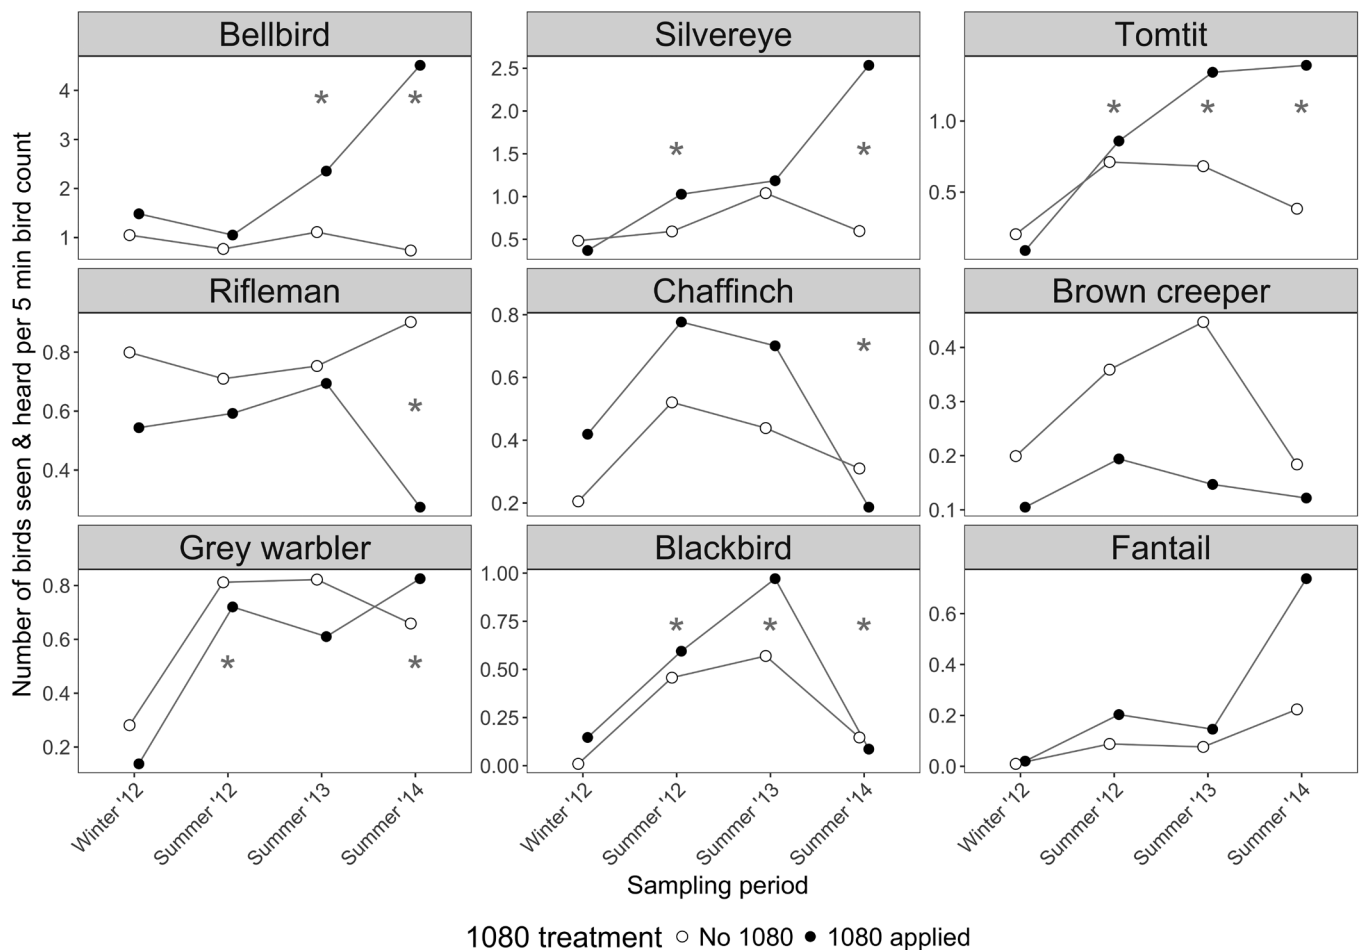 Bellbird
Silvereye
Tomtit
4
3
2
1
*
*
2.5
2.0
1.5
1.0
0.5
*
*
1.0
0.5
*
*
*
Number of birds seen & heard per 5 min bird count
Rifleman
Chaffinch
Brown creeper
0.8
0.6
0.4
*
0.8
0.6
0.4
0.2
*
0.4
0.3
0.2
0.1
Grey warbler
Blackbird
Fantail
0.8
0.6
0.4
0.2
*
*
1.00
0.75
0.50
0.25
0.00
*
*
*
0.6
0.4
0.2
0.0
Winter '12
Summer '12
Summer '13
Summer '14
Winter '12
Summer '12
Summer '13
Summer '14
Winter '12
Summer '12
Summer '13
Summer '14
Sampling period
1080 treatment No 1080 1080 applied